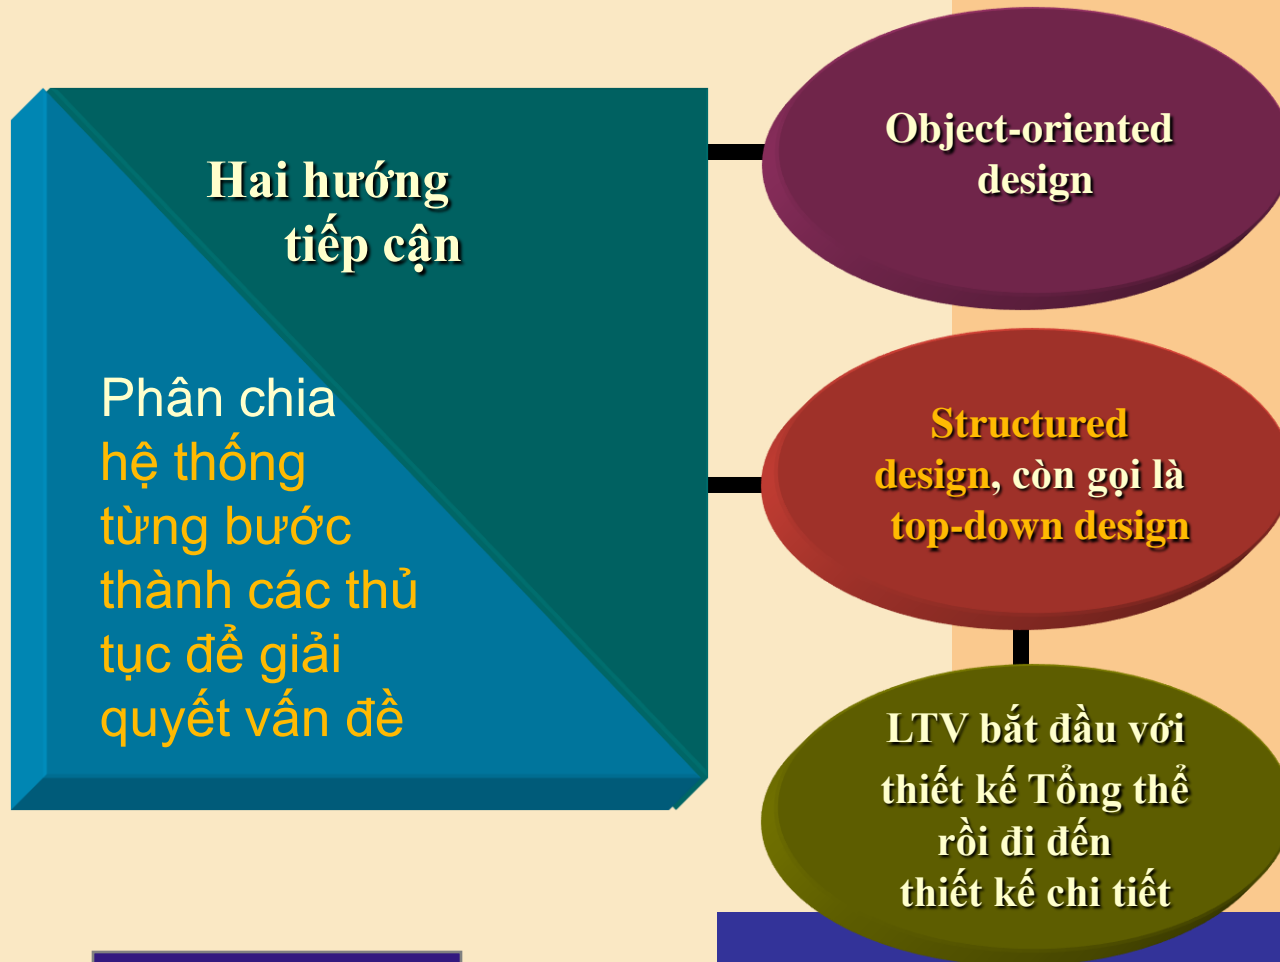 Hai hướng
tiếp cận
Phân chia
hệ thống
từng bước
thành các thủ
tục để giải
quyết vấn đề
Object-oriented
design
Structured
design, còn gọi là
top-down design
LTV bắt đầu với
thiết kế Tổng thể
rồi đi đến
thiết kế chi tiết